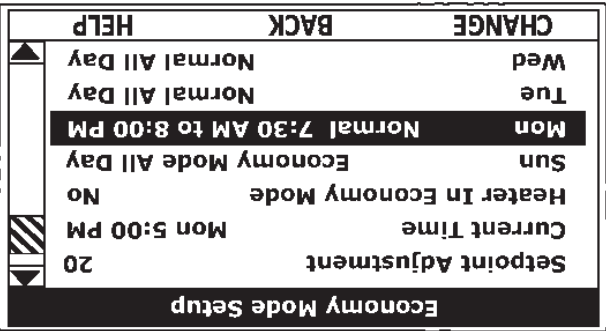 Economy Mode Setup
Setpoint Adjustment 20
Current Time Mon 5:00 PM
Heater In Economy Mode No
Sun Economy Mode All Day
Mon Normal 7:30 AM to 8:00 PM
Tue Normal All Day
Wed Normal All Day
CHANGE BACK HELP